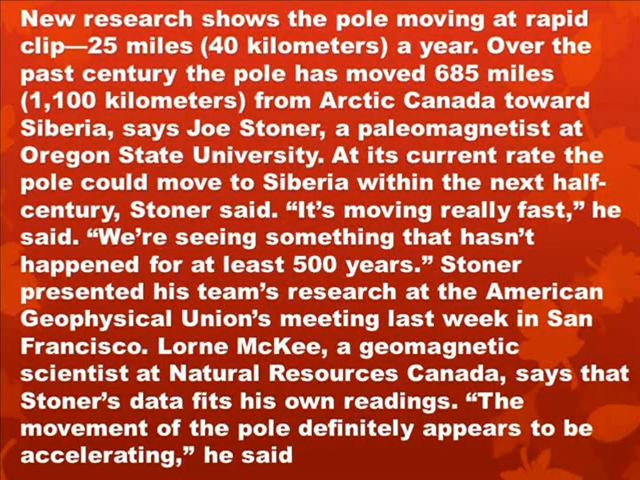 New research shows the pole moving at rapid
clip—25 miles (40 kilometers) a year. Over the
past century the pole has moved 685 miles
(1,100 kilometers) from Arctic Canada toward
Siberia, says Joe Stoner, a paleomagnetist at
Oregon State University. At its current rate the
pole could move to Siberia within the next half-
century, Stoner said. “It’s moving really fast,” he
said. “We’re seeing something that hasn’t
happened for at least 500 years.” Stoner
presented his team’s research at the American
Geophysical Union’s meeting last week in San
Francisco. Lorne McKee, a geomagnetic
scientist at Natural Resources Canada, says that
Stoner’s data fits his own readings. “The
movement of the pole definitely appears to be
accelerating,” he said